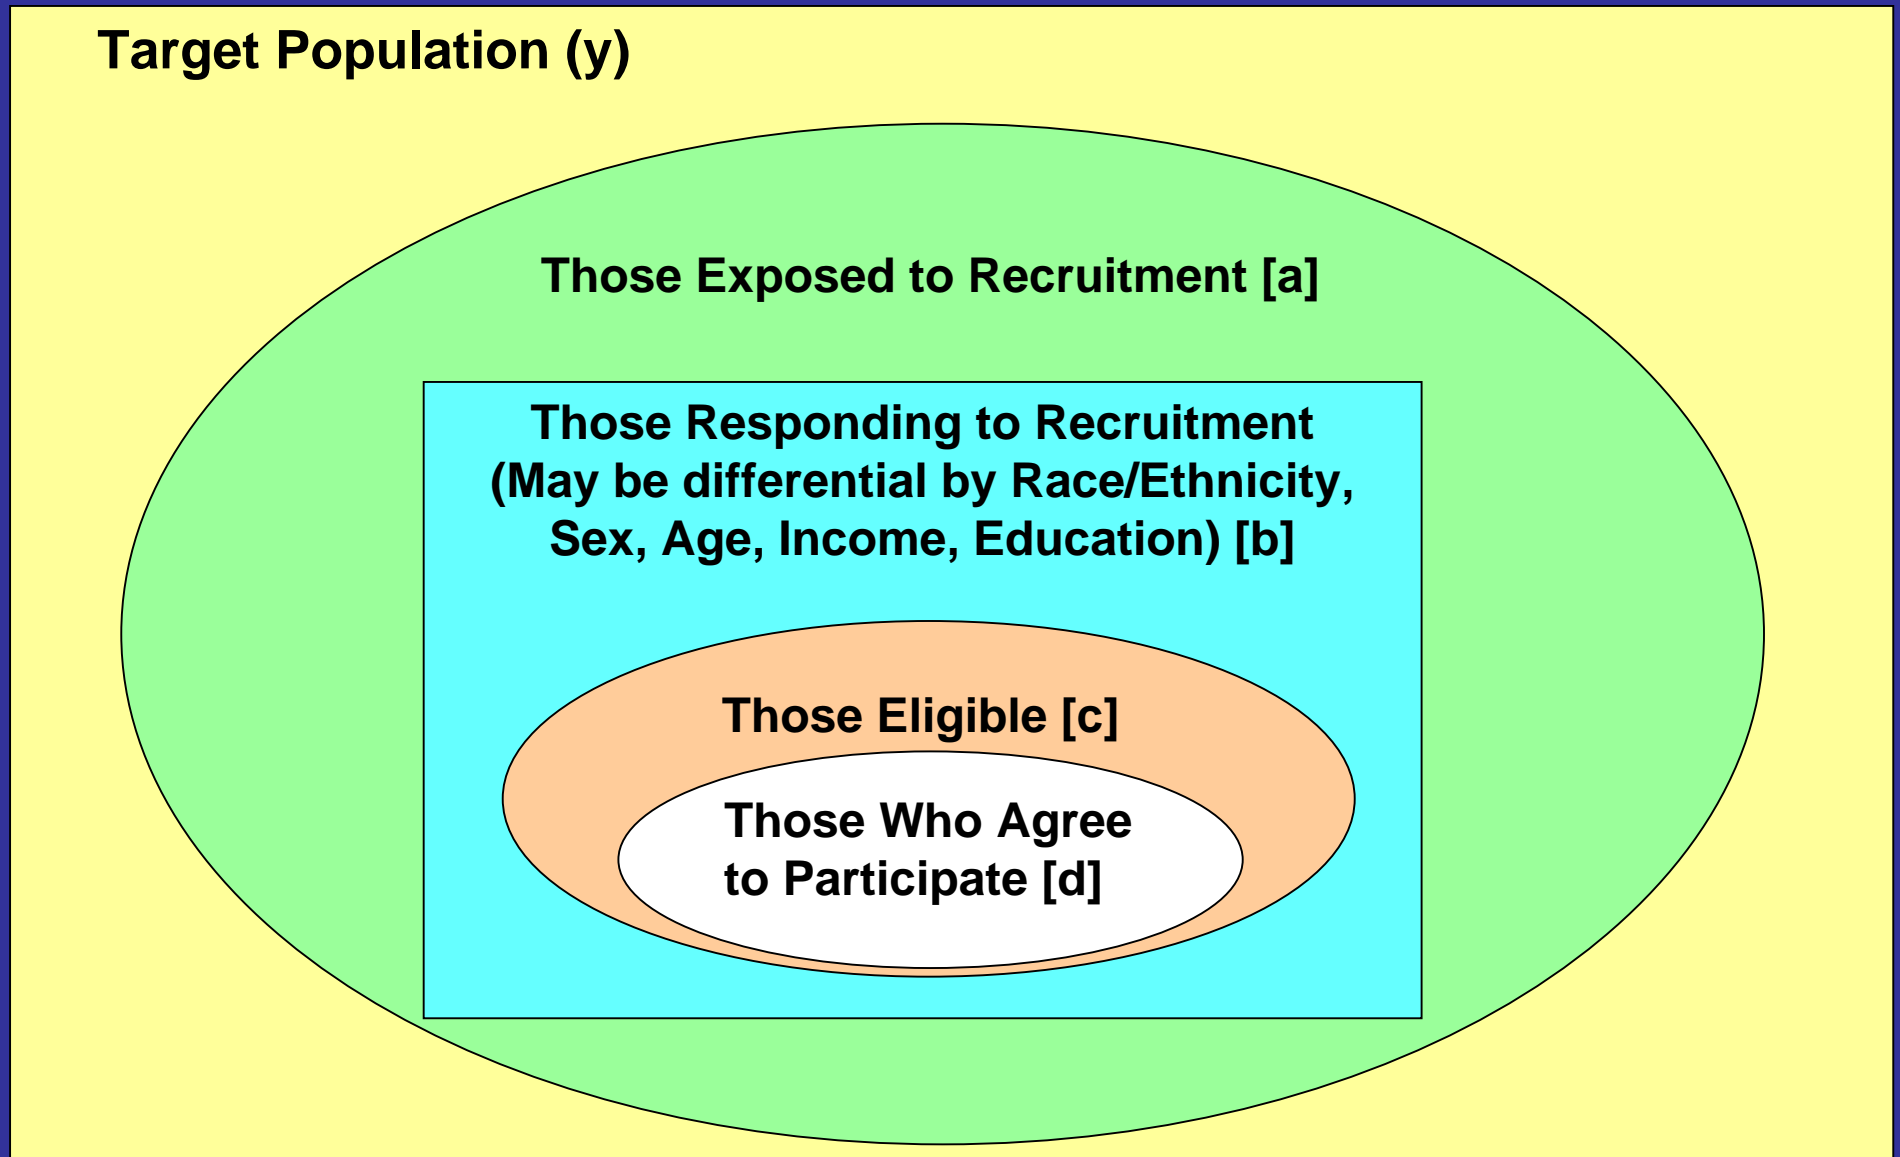 Target Population (y)
Those Exposed to Recruitment [a]
Those Responding to Recruitment
(May be differential by Race/Ethnicity,
Sex, Age, Income, Education) [b]
Those Eligible [c]
Those Who Agree
to Participate [d]